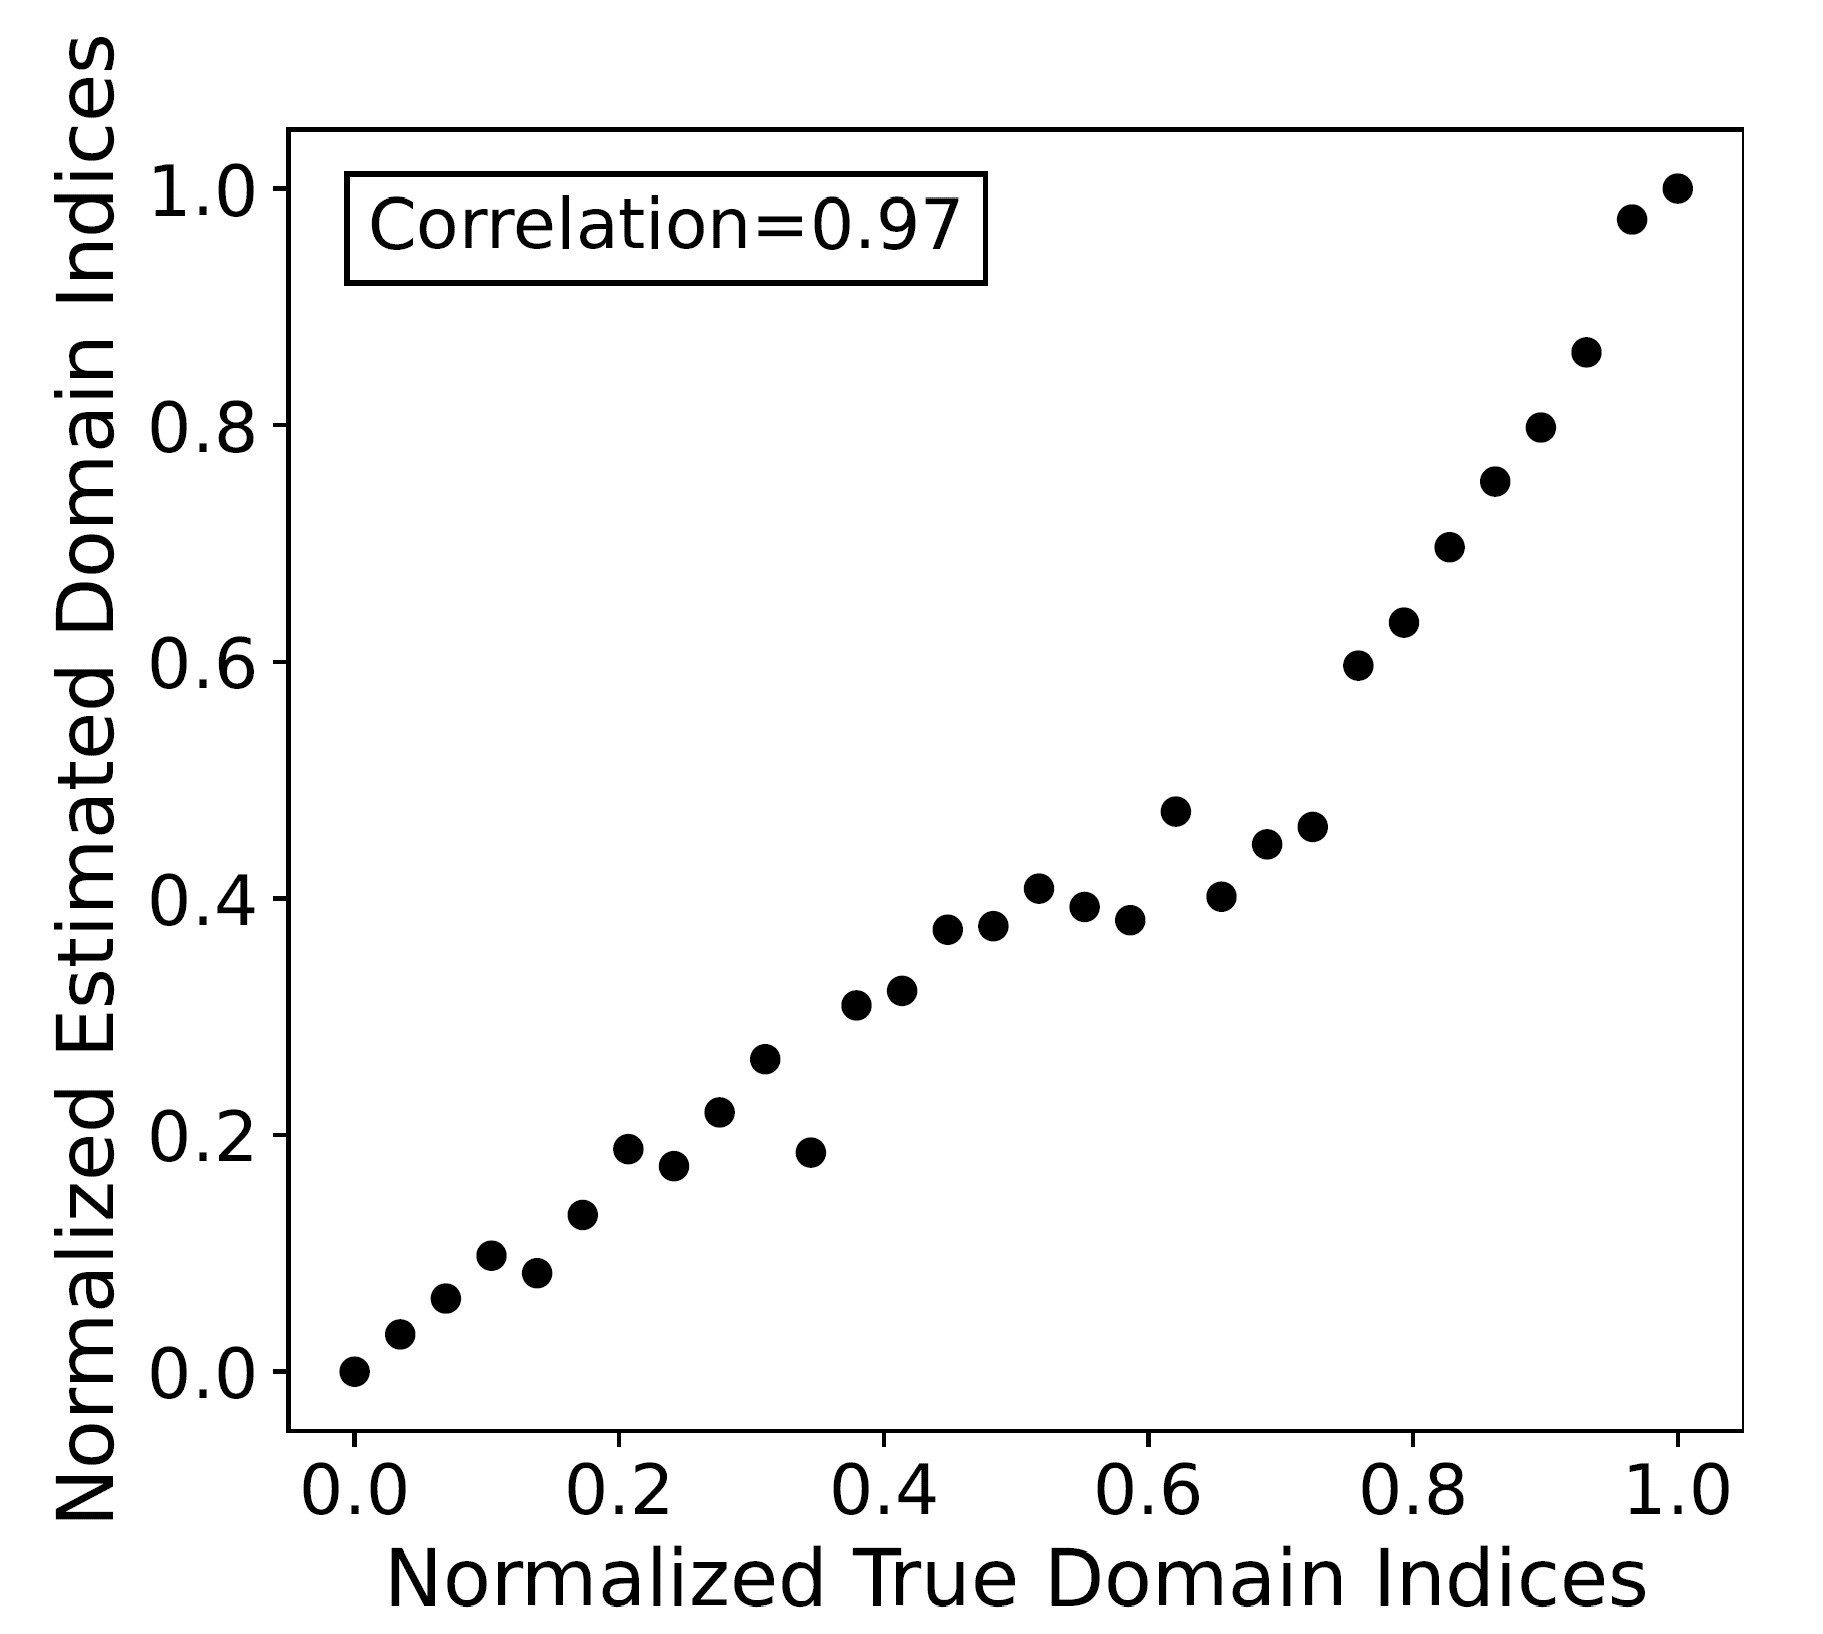 Correlation=0.97
Normalized Estimated Domain Indices
1.0
0.8
0.6
0.4
0.2
0.0
0.0 0.2 0.4 0.6 0.8 1.0
Normalized True Domain Indices